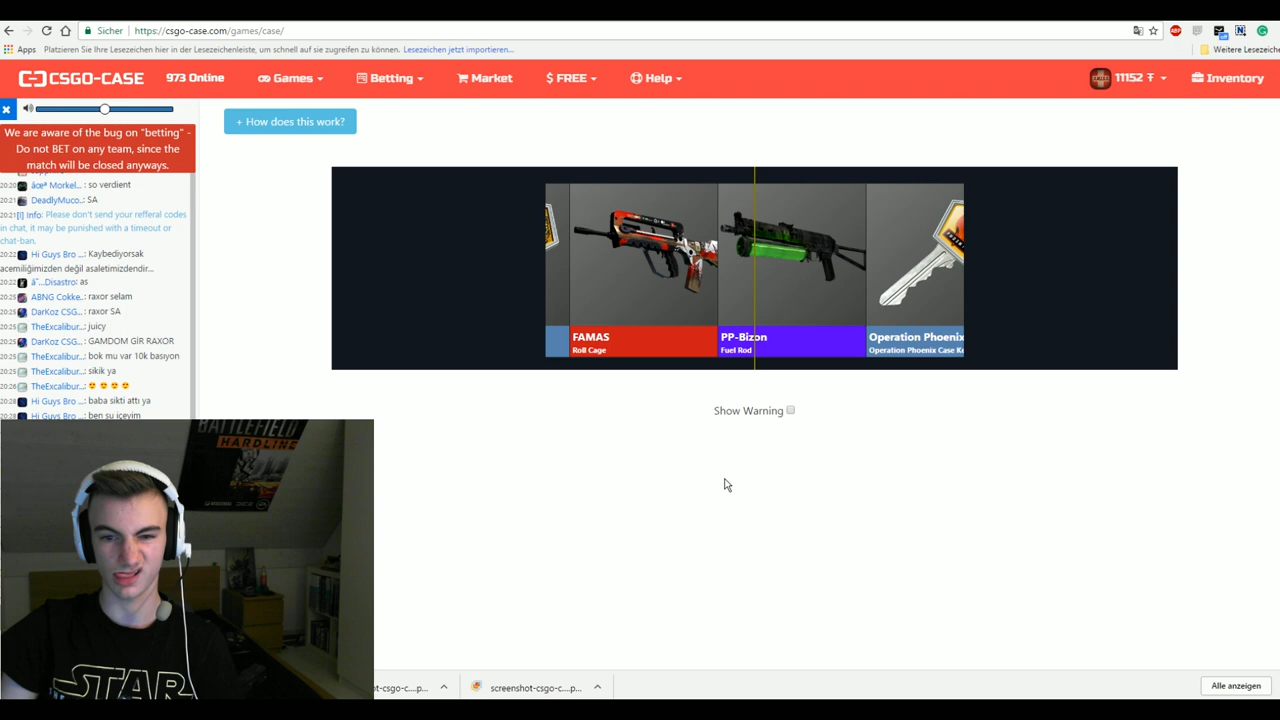 Sicher | https://csgo-case.com/games/case/
Apps Platzieren Sie Ihre Lesezeichen hier in der Lesezeichenleiste, um schnell auf sie zuzugreifen zu können. Lesezeichen jetzt importieren...
Weitere Lesezeiche
CSGO-CASE 973 Online Games Betting Market $ FREE Help 11152 Inventory
+ How does this work?
We are aware of the bug on "betting" -
Do not BET on any team, since the
match will be closed anyways.
20:20 âœª Morkel... : so verdient
20:21 DeadlyMuco... : SA
20:21 [i] Info: Please don't send your refferal codes
in chat, it may be punished with a timeout or
chat-ban.
20:22 Hi Guys Bro ... : Kaybediyorsak
acemiliğimizden değil asaletimizdendir...
20:22 â˜...Disastro: as
20:25 ABNG Cokke... : raxor selam
20:25 DarKoz CSG... : raxor SA
20:25 TheExcalibur... : juicy
20:25 DarKoz CSG... : GAMDOM GİR RAXOR
20:25 TheExcalibur... : bok mu var 10k basıyon
20:25 TheExcalibur... : sikik ya
20:26 TheExcalibur... :
20:28 Hi Guys Bro ... : baba sikti attı ya
20:28 Hi Guys Bro ... : ben su içeyim
FAMAS
Roll Cage
PP-Bizon
Fuel Rod
Operation Phoenix
Operation Phoenix Case Ke
Show Warning
BATTLEFIELD
HARDLINE
STAR
ot-csgo-c....p...
screenshot-csgo-c....p...
Alle anzeigen